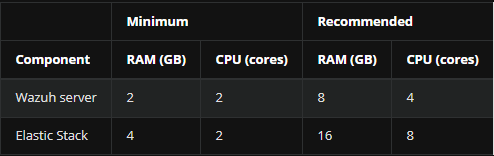 Minimum Recommended
Component RAM (GB) CPU (cores) RAM (GB) CPU (cores)
Wazuh server 2 2 8 4
Elastic Stack 4 2 16 8